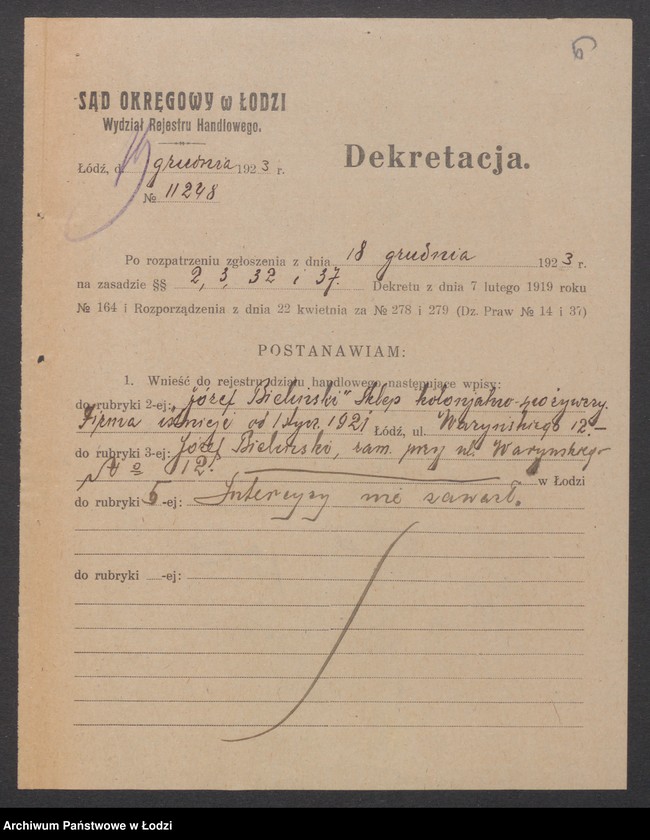 6
SĄD OKRĘGOWY w ŁODZI
Wydział Rejestru Handlowego.
Dekretacja.
Łódź, d. grudnia 1923 r.
№ 11248
Po rozpatrzeniu zgłoszenia z dnia 18 grudnia 1923 r.
na zasadzie §§ 2, 3, 32 i 37. Dekretu z dnia 7 lutego 1919 roku
№ 164 i Rozporządzenia z dnia 22 kwietnia za № 278 i 279 (Dz. Praw № 14 i 37)
POSTANAWIAM:
1. Wnieść do rejestru działu handlowego następujące wpisy:
do rubryki 2-ej: „Józef Bieliński" Sklep kolonjalno-spożywczy.
Firma istnieje od 1 stycz. 1921 Łódź, ul. Waryńskiego 12.—
do rubryki 3-ej: Józef Bieliński, zam. przy ul. Waryńskiego
№ 12. w Łodzi
do rubryki 5-ej: Intercyzy nie zawarł.
do rubryki -ej:
Archiwum Państwowe w Łodzi